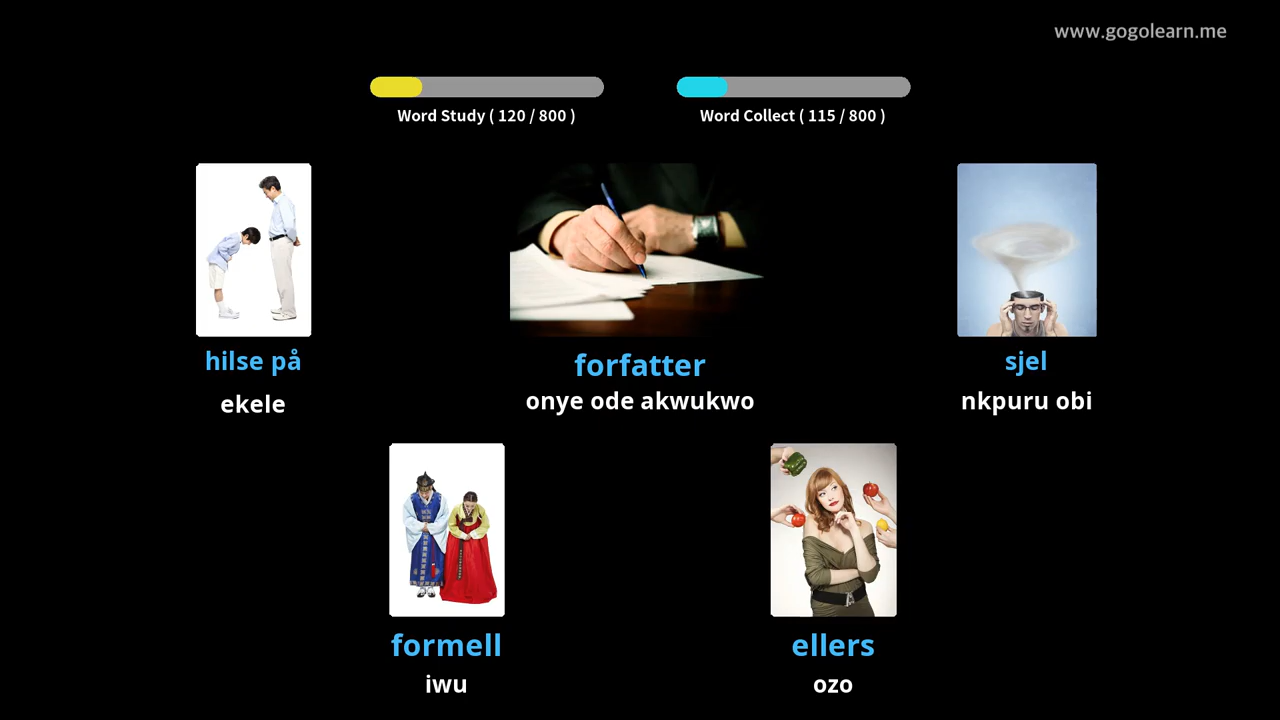 www.gogolearn.me
Word Study ( 120 / 800 )
Word Collect ( 115 / 800 )
hilse på
ekele
forfatter
onye ode akwukwo
sjel
nkpuru obi
formell
iwu
ellers
ozo